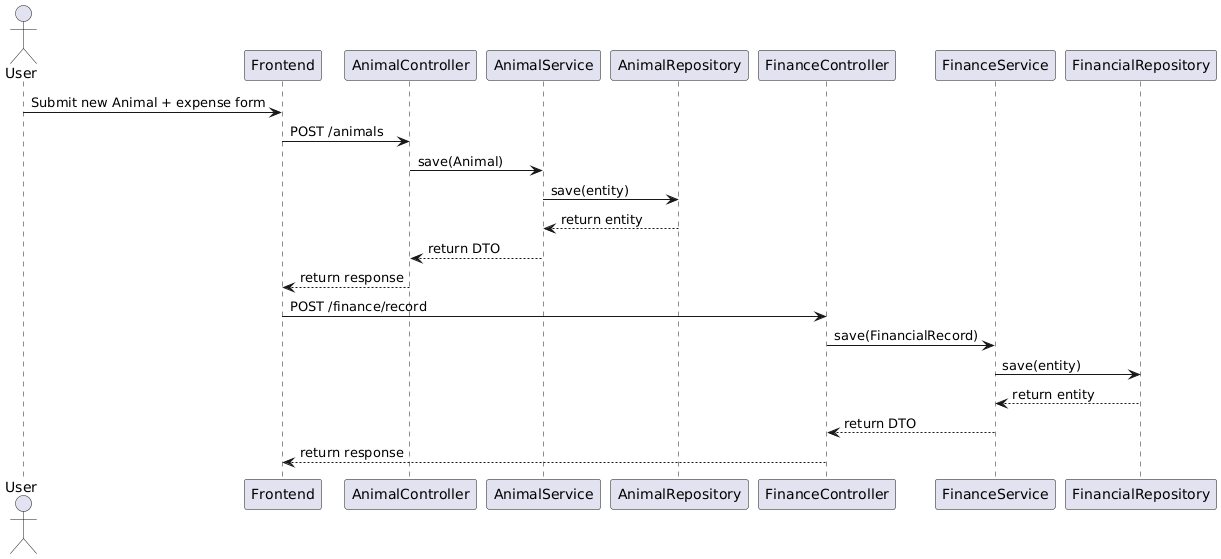 User
Frontend
AnimalController
AnimalService
AnimalRepository
FinanceController
FinanceService
FinancialRepository
Submit new Animal + expense form
POST /animals
save(Animal)
save(entity)
return entity
return DTO
return response
POST /finance/record
save(FinancialRecord)
save(entity)
return entity
return DTO
return response
User
Frontend
AnimalController
AnimalService
AnimalRepository
FinanceController
FinanceService
FinancialRepository